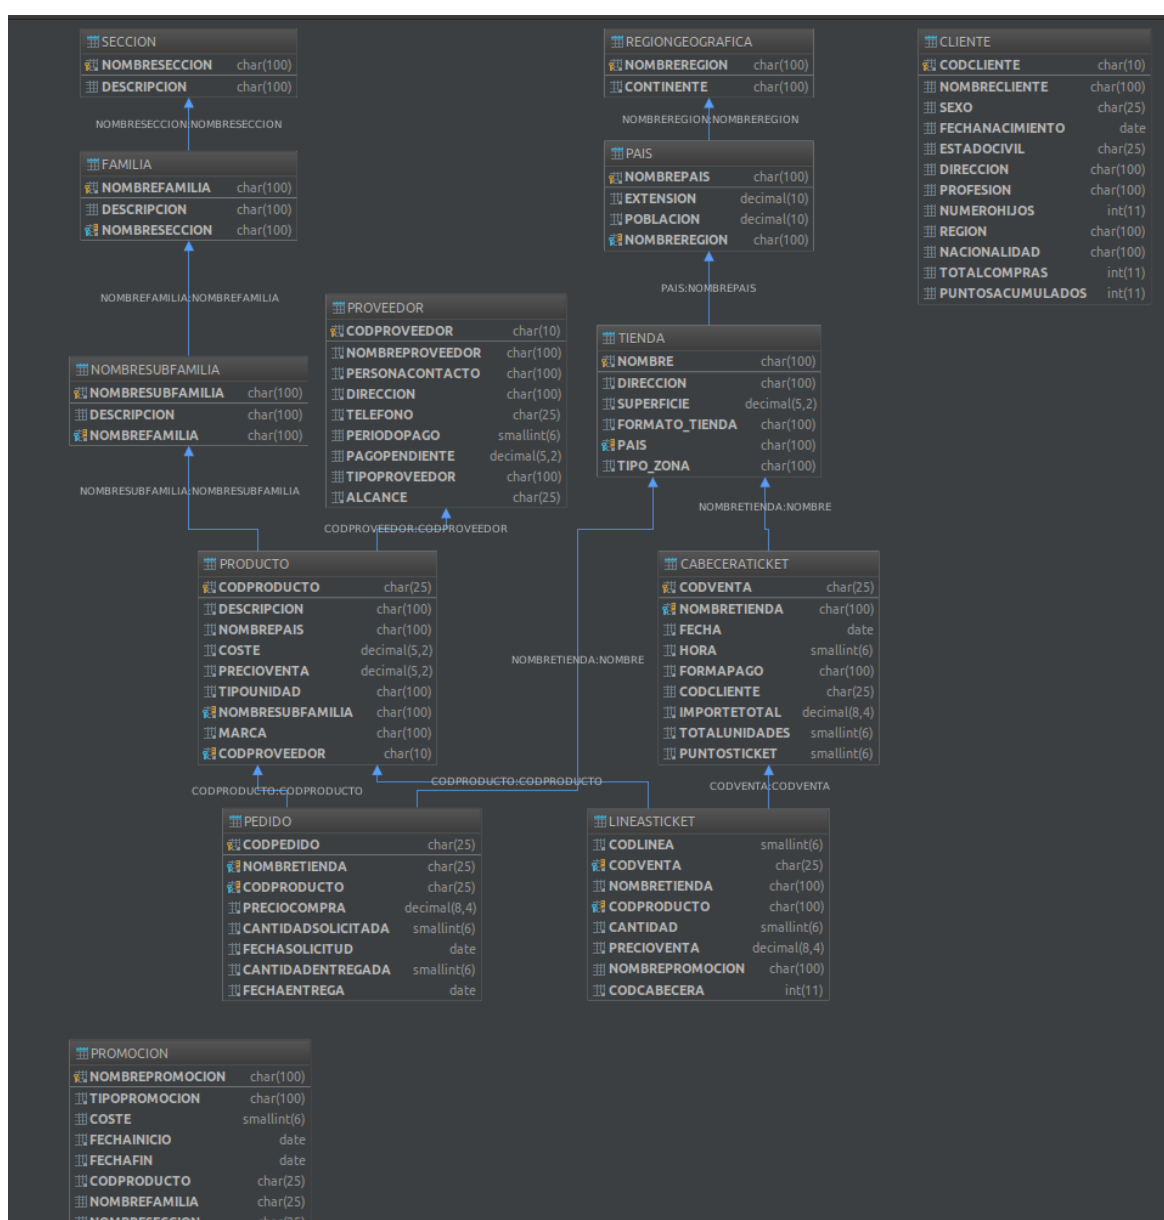 SECCION
NOMBRESECCION char(100)
DESCRIPCION char(100)
NOMBRESECCION:NOMBRESECCION
FAMILIA
NOMBREFAMILIA char(100)
DESCRIPCION char(100)
NOMBRESECCION char(100)
NOMBREFAMILIA:NOMBREFAMILIA
NOMBRESUBFAMILIA
NOMBRESUBFAMILIA char(100)
DESCRIPCION char(100)
NOMBREFAMILIA char(100)
NOMBRESUBFAMILIA:NOMBRESUBFAMILIA
PROVEEDOR
CODPROVEEDOR char(10)
NOMBREPROVEEDOR char(100)
PERSONACONTACTO char(100)
DIRECCION char(100)
TELEFONO char(25)
PERIODOPAGO smallint(6)
PAGOPENDIENTE decimal(5,2)
TIPOPROVEEDOR char(100)
ALCANCE char(25)
CODPROVEEDOR:CODPROVEEDOR
REGIONGEOGRAFICA
NOMBREREGION char(100)
CONTINENTE char(100)
NOMBREREGION:NOMBREREGION
PAIS
NOMBREPAIS char(100)
EXTENSION decimal(10)
POBLACION decimal(10)
NOMBREREGION char(100)
PAIS:NOMBREPAIS
TIENDA
NOMBRE char(100)
DIRECCION char(100)
SUPERFICIE decimal(5,2)
FORMATO_TIENDA char(100)
PAIS char(100)
TIPO_ZONA char(100)
NOMBRETIENDA:NOMBRE
CLIENTE
CODCLIENTE char(10)
NOMBRECLIENTE char(100)
SEXO char(25)
FECHANACIMIENTO date
ESTADOCIVIL char(25)
DIRECCION char(100)
PROFESION char(100)
NUMEROHIJOS int(11)
REGION char(100)
NACIONALIDAD char(100)
TOTALCOMPRAS int(11)
PUNTOSACUMULADOS int(11)
PRODUCTO
CODPRODUCTO char(25)
DESCRIPCION char(100)
NOMBREPAIS char(100)
COSTE decimal(5,2)
PRECIOVENTA decimal(5,2)
TIPOUNIDAD char(100)
NOMBRESUBFAMILIA char(100)
MARCA char(100)
CODPROVEEDOR char(10)
NOMBRETIENDA:NOMBRE
CABECERATICKET
CODVENTA char(25)
NOMBRETIENDA char(100)
FECHA date
HORA smallint(6)
FORMAPAGO char(100)
CODCLIENTE char(25)
IMPORTETOTAL decimal(8,4)
TOTALUNIDADES smallint(6)
PUNTOSTICKET smallint(6)
CODPRODUCTO:CODPRODUCTO
CODPRODUCTO:CODPRODUCTO
CODVENTA:CODVENTA
PEDIDO
CODPEDIDO char(25)
NOMBRETIENDA char(25)
CODPRODUCTO char(25)
PRECIOCOMPRA decimal(8,4)
CANTIDADSOLICITADA smallint(6)
FECHASOLICITUD date
CANTIDADENTREGADA smallint(6)
FECHAENTREGA date
LINEASTICKET
CODLINEA smallint(6)
CODVENTA char(25)
NOMBRETIENDA char(100)
CODPRODUCTO char(100)
CANTIDAD smallint(6)
PRECIOVENTA decimal(8,4)
NOMBREPROMOCION char(100)
CODCABECERA int(11)
PROMOCION
NOMBREPROMOCION char(100)
TIPOPROMOCION char(100)
COSTE smallint(6)
FECHAINICIO date
FECHAFIN date
CODPRODUCTO char(25)
NOMBREFAMILIA char(25)